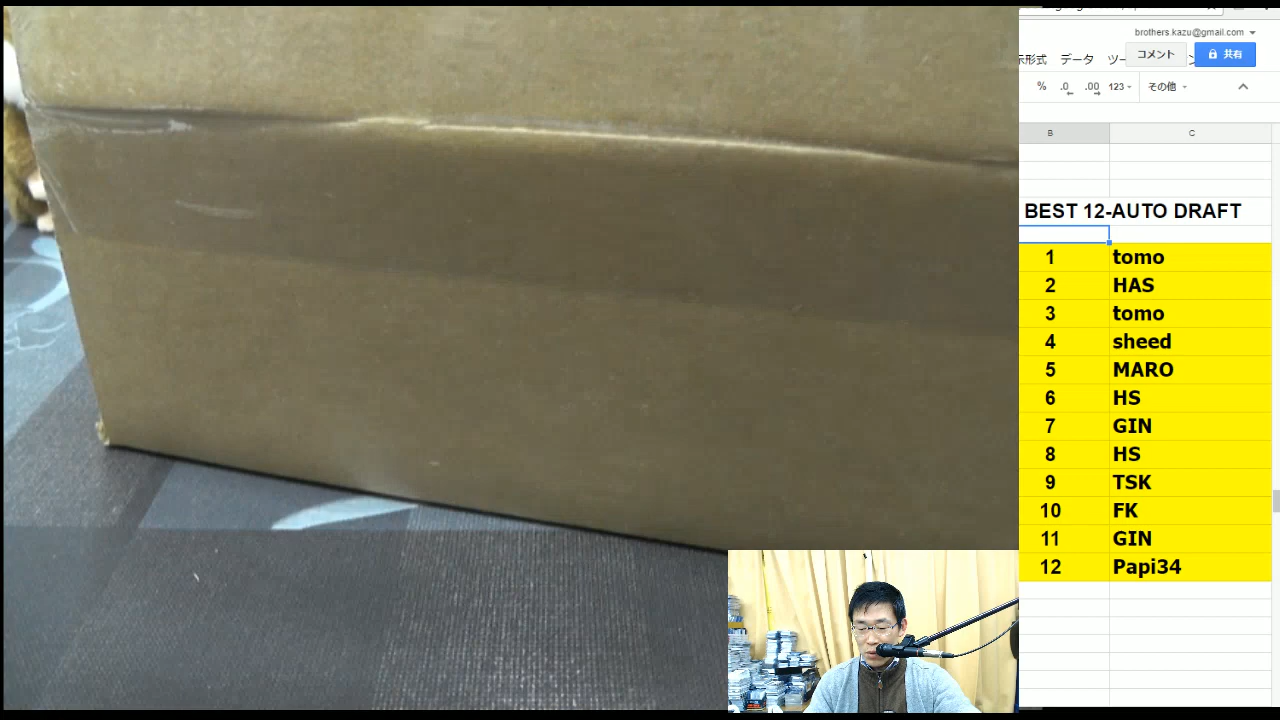 brothers.kazu@gmail.com
示形式 データ ツー コメント 共有
% .0 .00 123 その他
B C
BEST 12-AUTO DRAFT
1 tomo
2 HAS
3 tomo
4 sheed
5 MARO
6 HS
7 GIN
8 HS
9 TSK
10 FK
11 GIN
12 Papi34